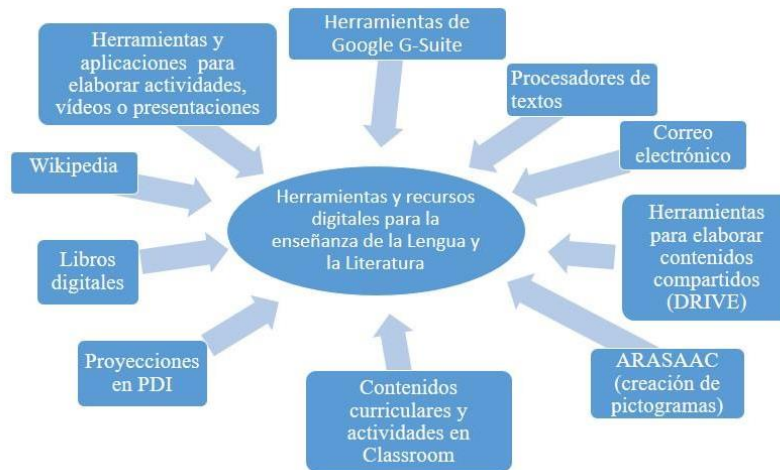 Herramientas de
Google G-Suite
Herramientas y
aplicaciones para
elaborar actividades,
vídeos o presentaciones
Procesadores de
textos
Correo
electrónico
Wikipedia
Herramientas y recursos
digitales para la
enseñanza de la Lengua y
la Literatura
Herramientas
para elaborar
contenidos
compartidos
(DRIVE)
Libros
digitales
Proyecciones
en PDI
Contenidos
curriculares y
actividades en
Classroom
ARASAAC
(creación de
pictogramas)